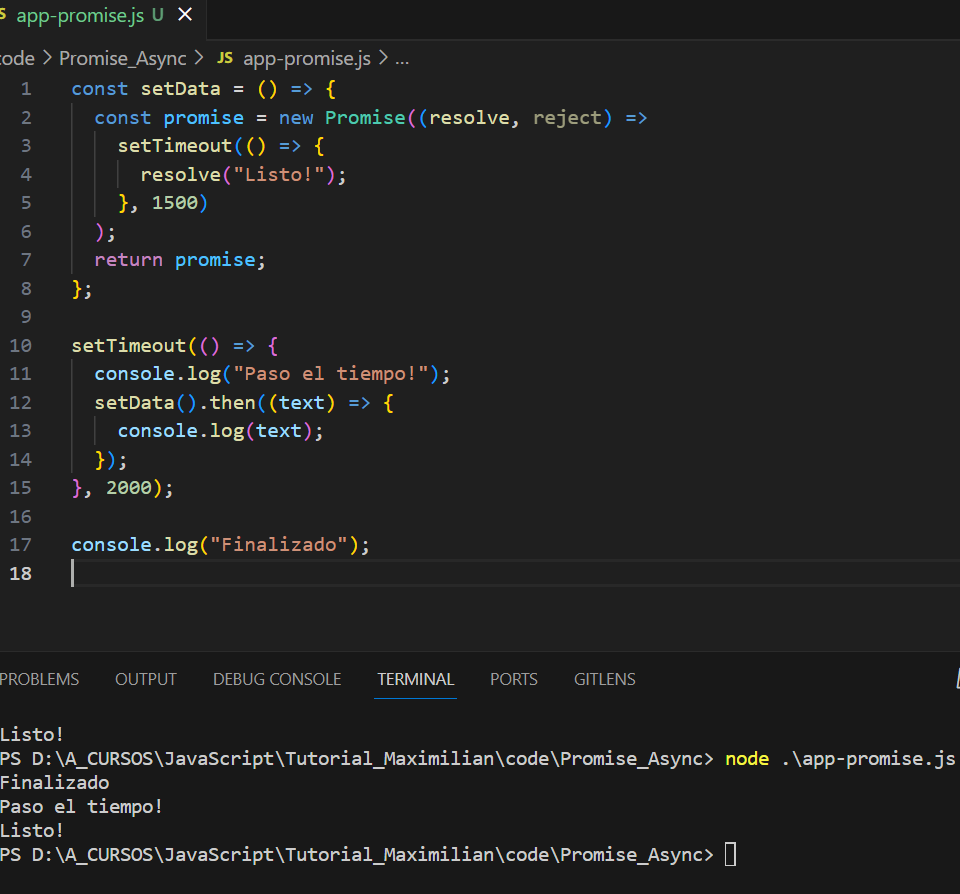 app-promise.js U
code > Promise_Async > JS app-promise.js > ...
1 const setData = () => {
2 const promise = new Promise((resolve, reject) =>
3 setTimeout(() => {
4 resolve("Listo!");
5 }, 1500)
6 );
7 return promise;
8 };
9
10 setTimeout(() => {
11 console.log("Paso el tiempo!");
12 setData().then((text) => {
13 console.log(text);
14 });
15 }, 2000);
16
17 console.log("Finalizado");
18
PROBLEMS OUTPUT DEBUG CONSOLE TERMINAL PORTS GITLENS
Listo!
PS D:\A_CURSOS\JavaScript\Tutorial_Maximilian\code\Promise_Async> node .\app-promise.js
Finalizado
Paso el tiempo!
Listo!
PS D:\A_CURSOS\JavaScript\Tutorial_Maximilian\code\Promise_Async>